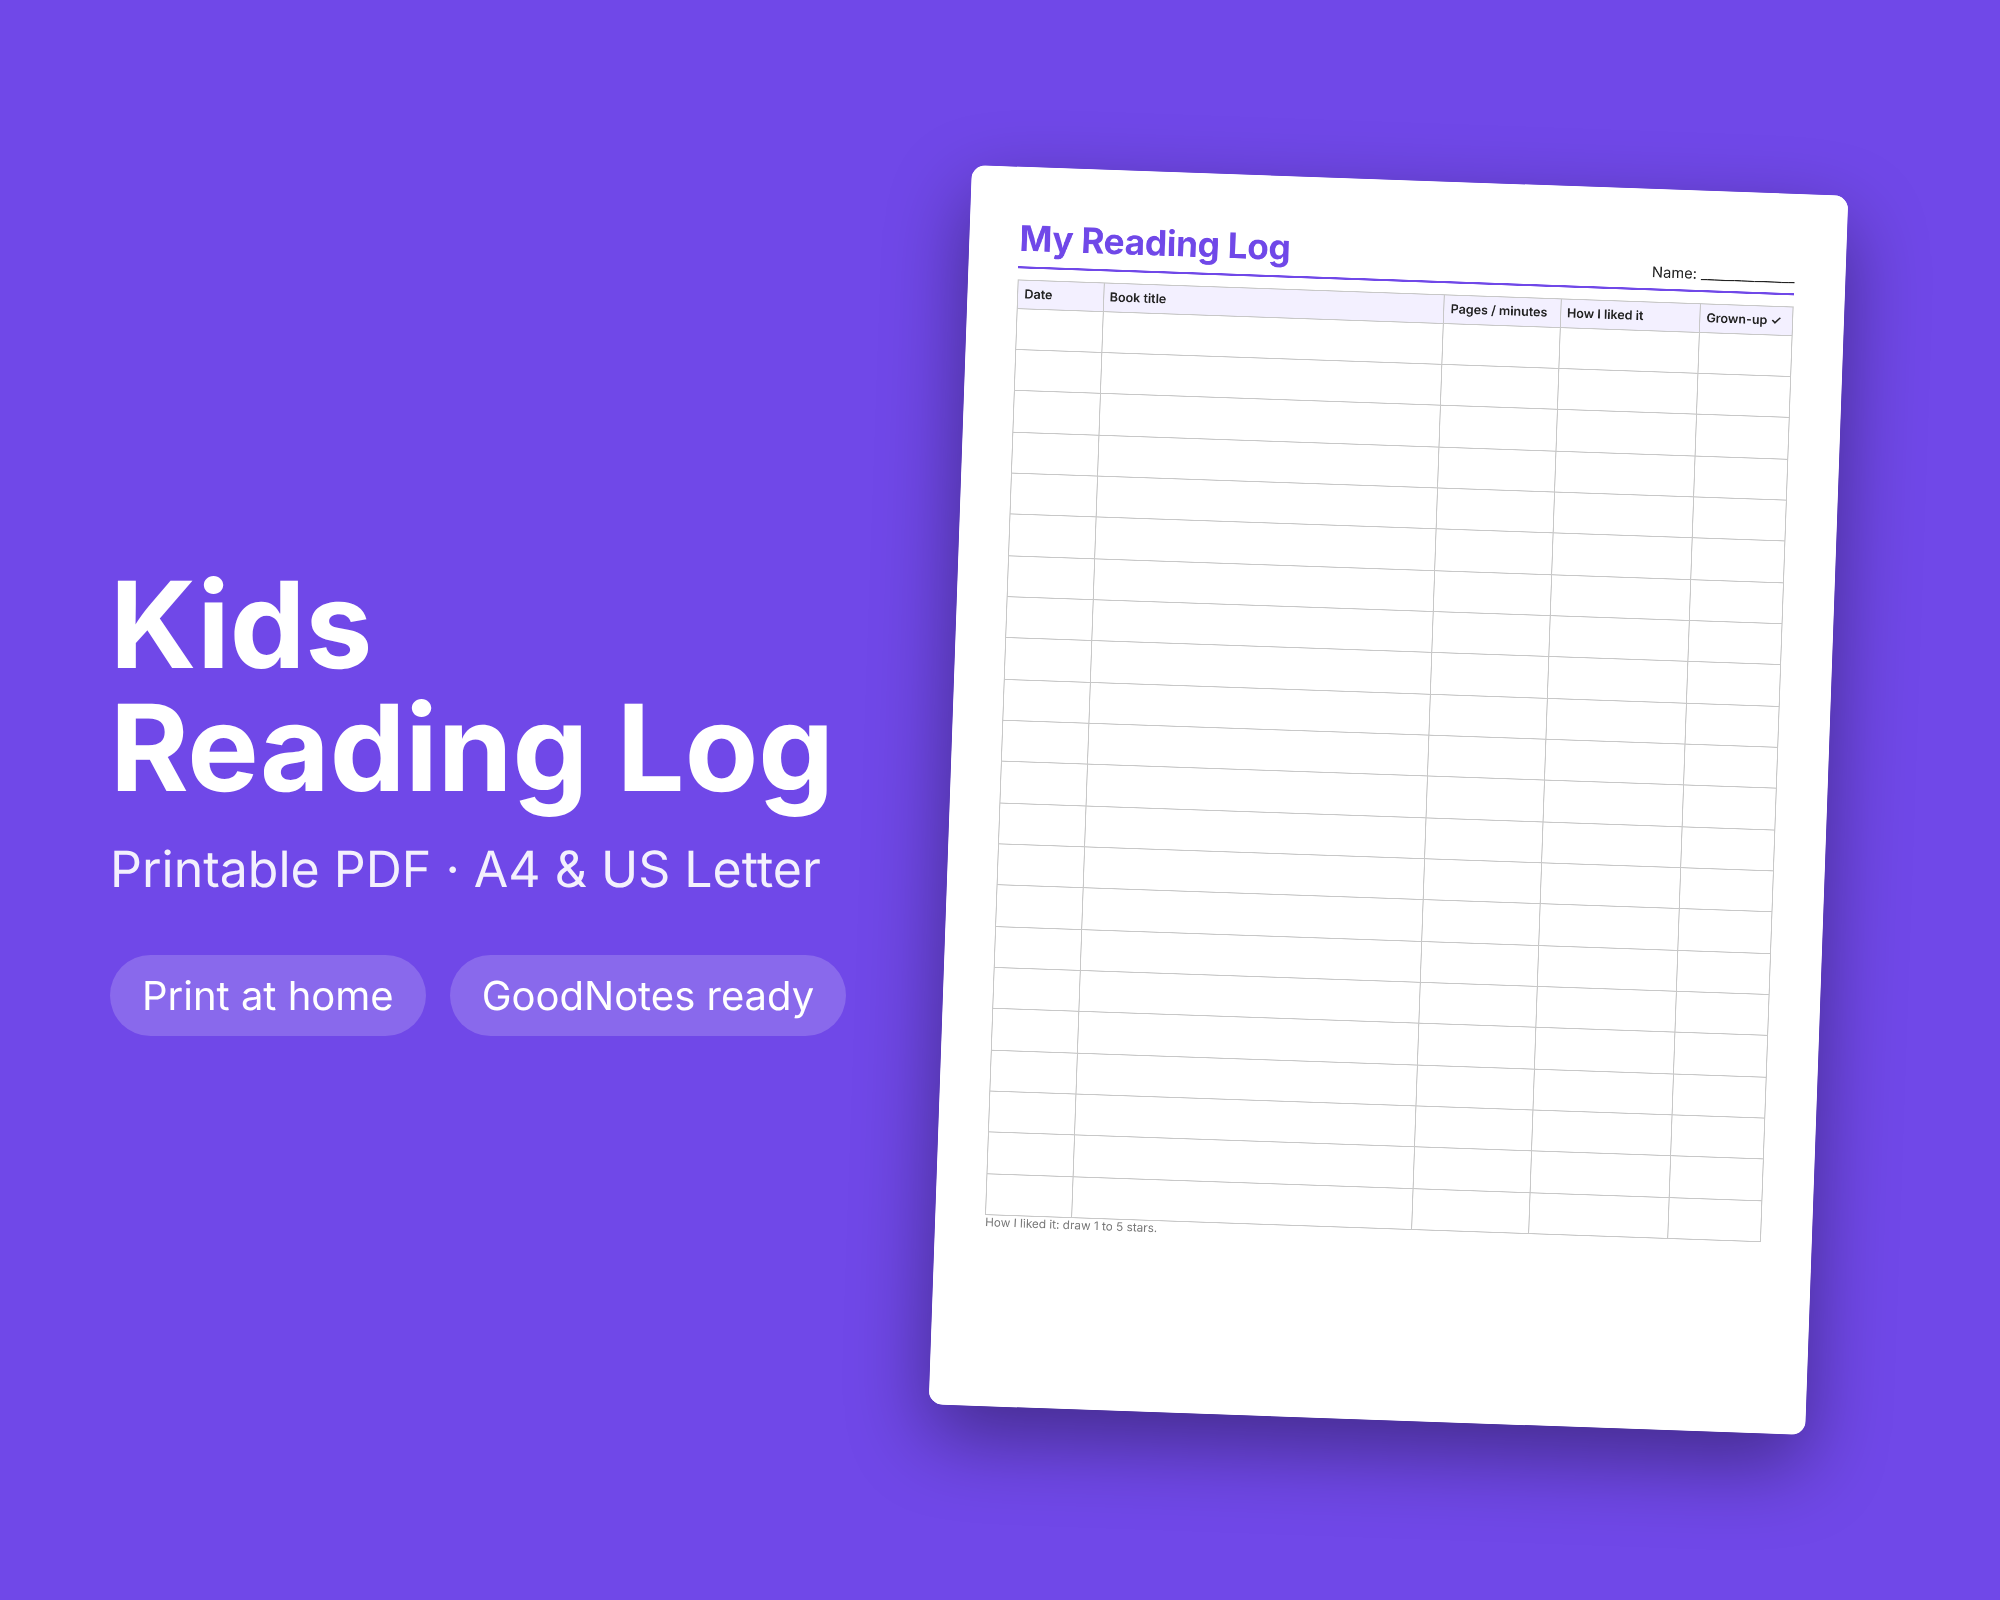 Kids
Reading Log
Printable PDF · A4 & US Letter
Print at home
GoodNotes ready
My Reading Log
Name: ___________
Date
Book title
Pages / minutes
How I liked it
Grown-up ✓
How I liked it: draw 1 to 5 stars.